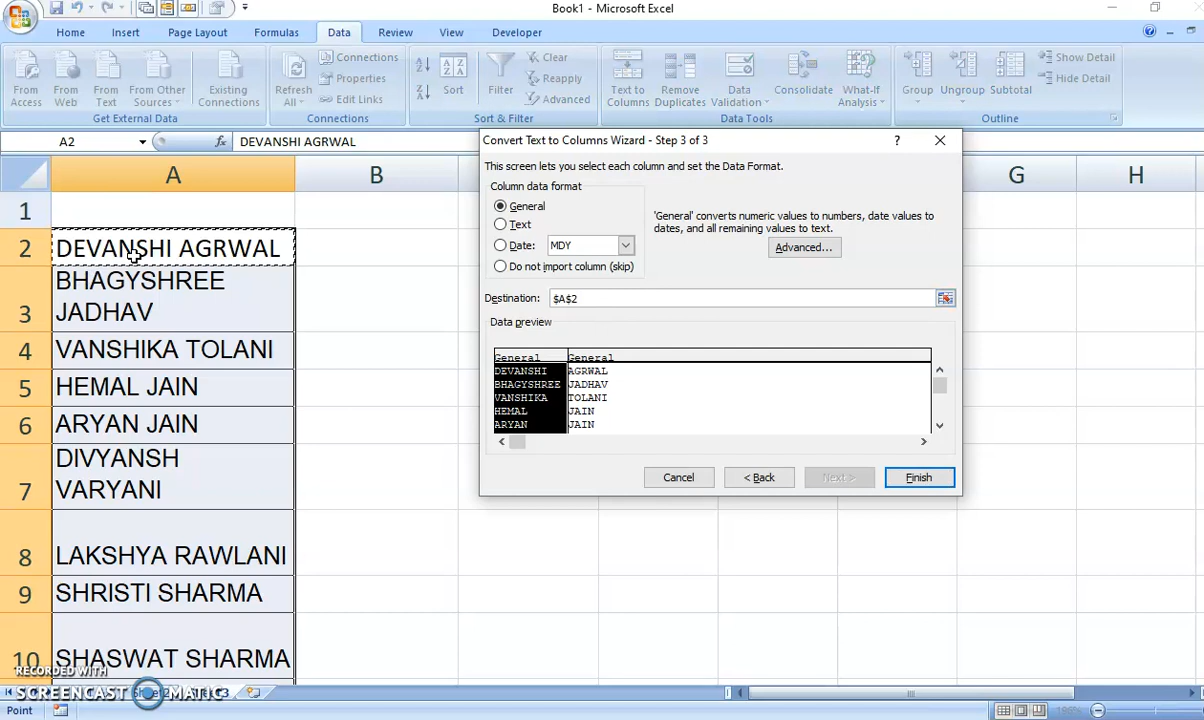 Book1 - Microsoft Excel
Home Insert Page Layout Formulas Data Review View Developer
From Access
From Web
From Text
From Other Sources
Existing Connections
Get External Data
Refresh All
Connections
Properties
Edit Links
Connections
Sort
Filter
Clear
Reapply
Advanced
Sort & Filter
Text to Columns
Remove Duplicates
Data Validation
Consolidate
What-If Analysis
Data Tools
Group
Ungroup
Subtotal
Show Detail
Hide Detail
Outline
A2 fx DEVANSHI AGRWAL
A B G H
1
2 DEVANSHI AGRWAL
3 BHAGYSHREE
JADHAV
4 VANSHIKA TOLANI
5 HEMAL JAIN
6 ARYAN JAIN
7 DIVYANSH
VARYANI
8 LAKSHYA RAWLANI
9 SHRISTI SHARMA
10 SHASWAT SHARMA
Convert Text to Columns Wizard - Step 3 of 3
This screen lets you select each column and set the Data Format.
Column data format
General
Text
Date: MDY
Do not import column (skip)
'General' converts numeric values to numbers, date values to
dates, and all remaining values to text.
Advanced...
Destination: $A$2
Data preview
General General
DEVANSHI AGRWAL
BHAGYSHREE JADHAV
VANSHIKA TOLANI
HEMAL JAIN
ARYAN JAIN
Cancel < Back Next > Finish
RECORDED WITH
SCREENCAST MATIC
Point